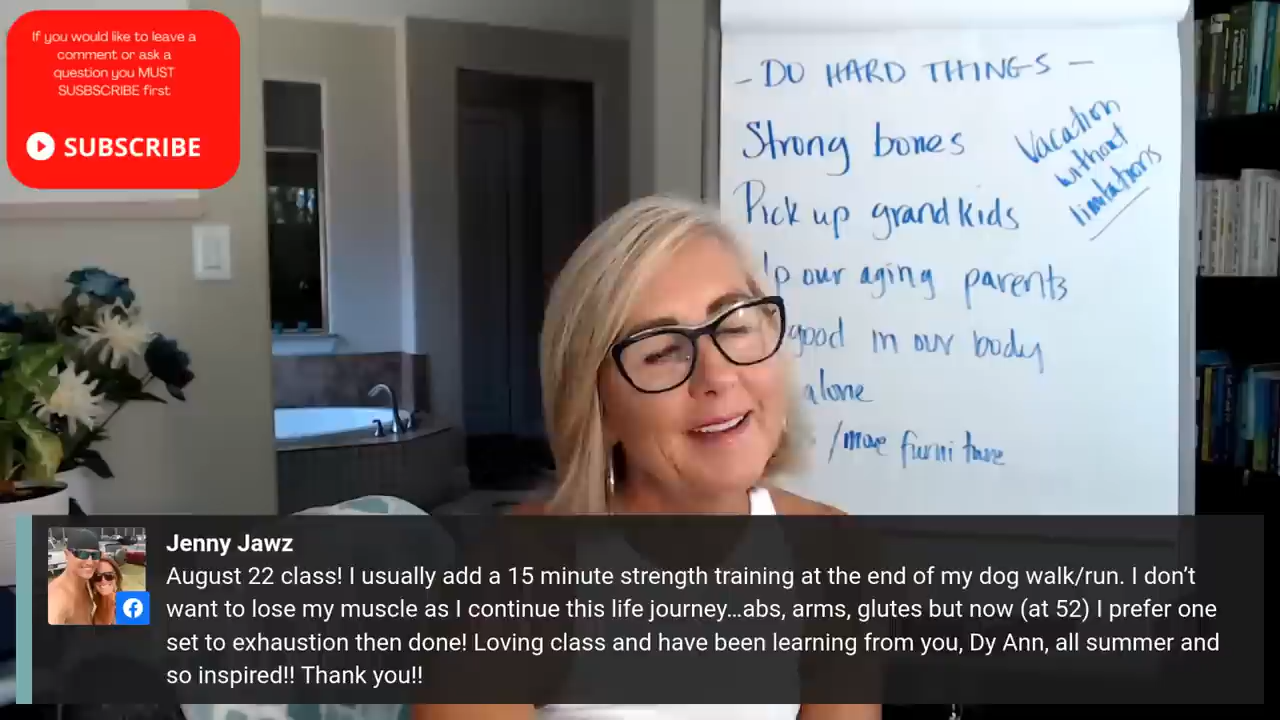 If you would like to leave a
comment or ask a
question you MUST
SUSBSCRIBE first
SUBSCRIBE
- DO HARD THINGS -
Strong bones
Vacation
without
limitations
Pick up grandkids
our aging parents
good in our body
alone
/move furniture
Jenny Jawz
August 22 class! I usually add a 15 minute strength training at the end of my dog walk/run. I don’t
want to lose my muscle as I continue this life journey…abs, arms, glutes but now (at 52) I prefer one
set to exhaustion then done! Loving class and have been learning from you, Dy Ann, all summer and
so inspired!! Thank you!!